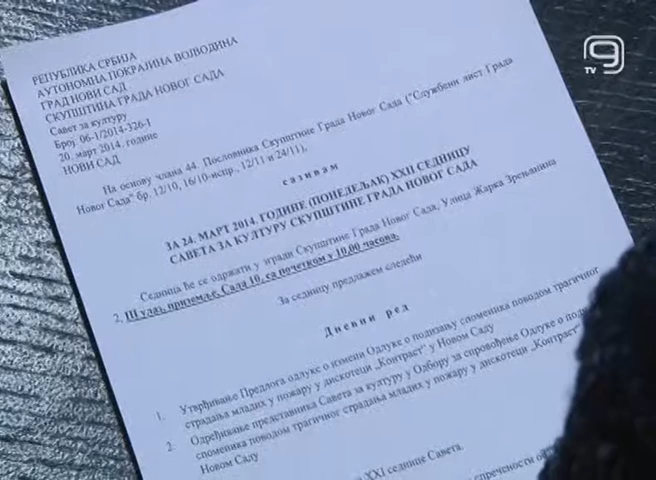 РЕПУБЛИКА СРБИЈА
АУТОНОМНА ПОКРАЈИНА ВОЈВОДИНА
ГРАД НОВИ САД
СКУПШТИНА ГРАДА НОВОГ САДА
Савет за културу
Број: 06-1/2014-326-I
20. март 2014. године
НОВИ САД
На основу члана 44. Пословника Скупштине Града Новог Сада ("Службени лист Града
Новог Сада" бр. 12/10, 16/10-испр., 12/11 и 24/11),
сазивам
ЗА 24. МАРТ 2014. ГОДИНЕ (ПОНЕДЕЉАК) XXII СЕДНИЦУ
САВЕТА ЗА КУЛТУРУ СКУПШТИНЕ ГРАДА НОВОГ САДА
Седница ће се одржати у згради Скупштине Града Новог Сада, Улица Жарка Зрењанина
2, III улаз, приземље, Сала 10, са почетком у 10,00 часова.
За седницу предлажем следећи
Дневни ред
1. Утврђивање Предлога одлуке о измени Одлуке о подизању споменика поводом трагичног
страдања младих у пожару у дискотеци „Контраст" у Новом Саду
2. Одређивање представника Савета за културу у Одбору за спровођење Одлуке о
споменика поводом трагичног страдања младих у пожару у дискотеци „Контраст"
Новом Саду
XXI седнице Савета.
спречености
9
TV